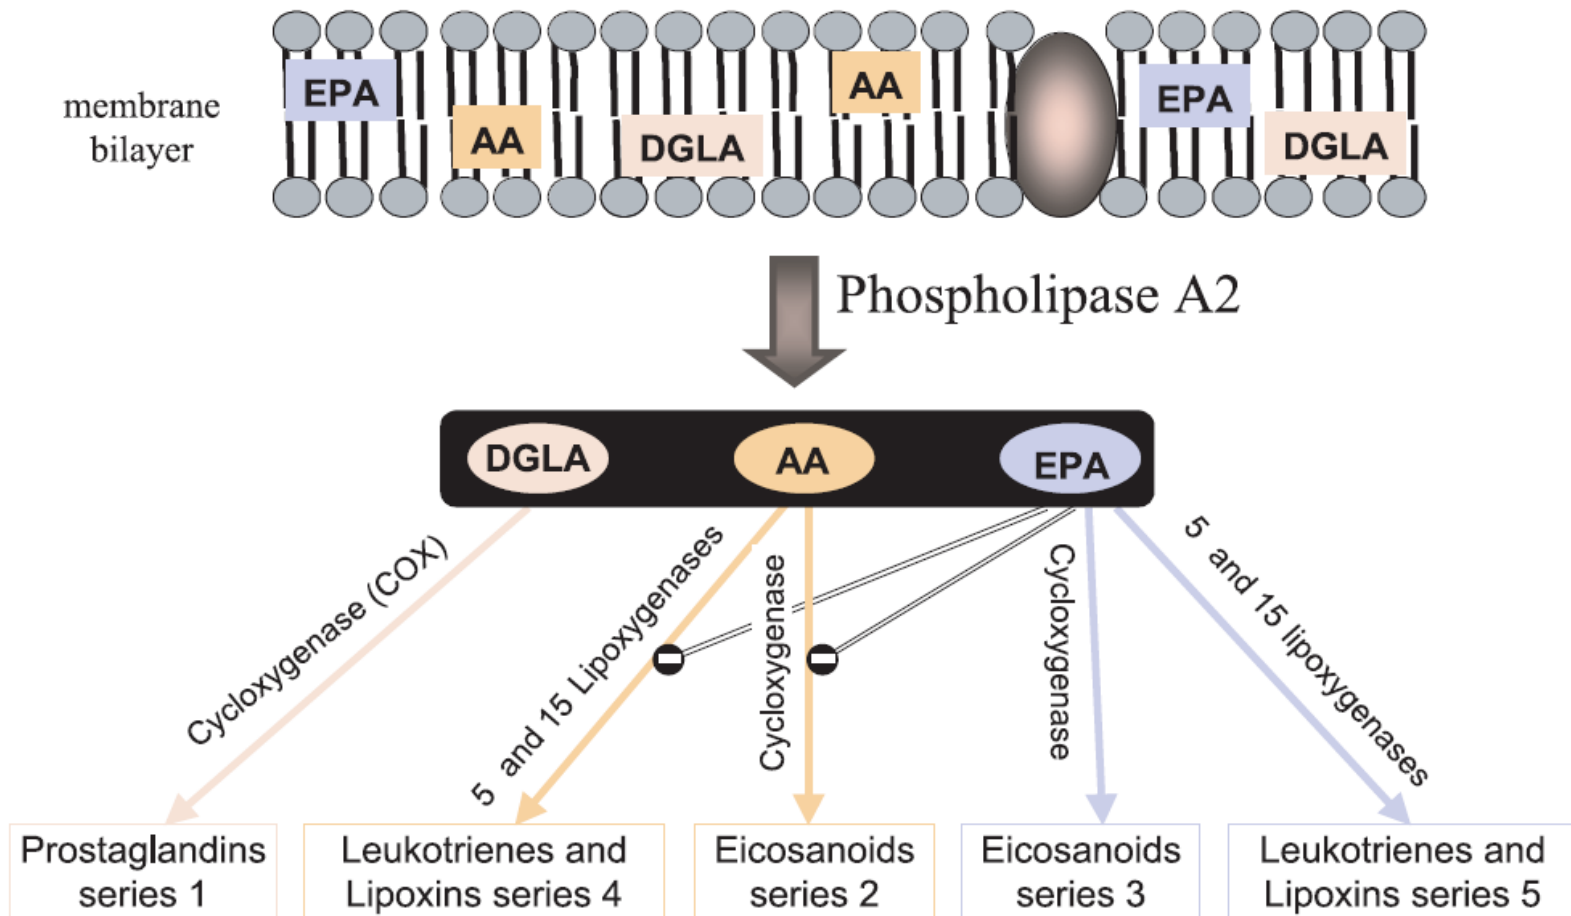 membrane
bilayer
EPA
AA
DGLA
AA
EPA
DGLA
Phospholipase A2
DGLA
AA
EPA
Cycloxygenase (COX)
5 and 15 Lipoxygenases
Cycloxygenase
Cycloxygenase
5 and 15 lipoxygenases
Prostaglandins
series 1
Leukotrienes and
Lipoxins series 4
Eicosanoids
series 2
Eicosanoids
series 3
Leukotrienes and
Lipoxins series 5